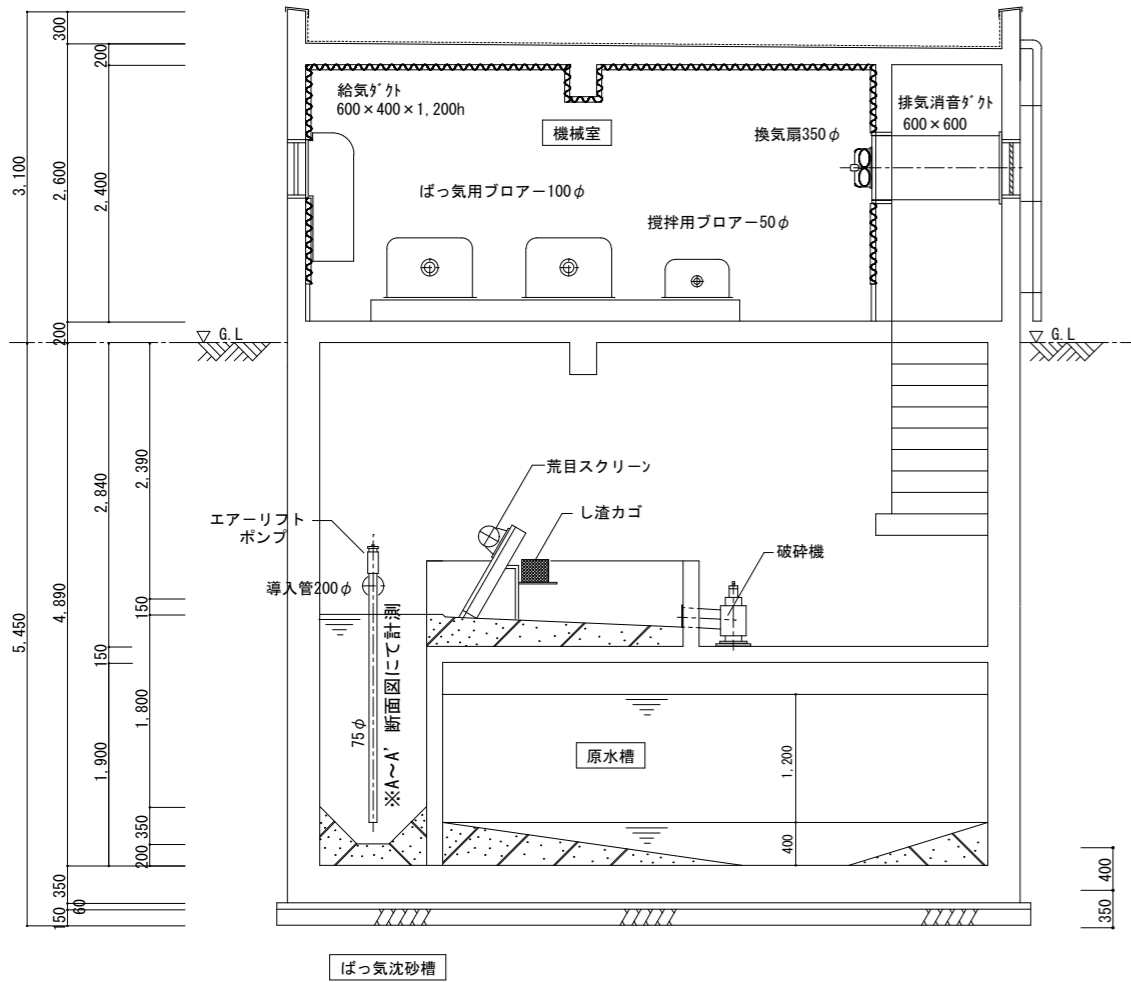 300
200
給気ダクト
600×400×1,200h
機械室
換気扇350φ
排気消音ダクト
600×600
3,100
2,600
2,400
ばっ気用ブロアー100φ
撹拌用ブロアー50φ
200
G.L
G.L
荒目スクリーン
し渣カゴ
エアーリフト
ポンプ
導入管200φ
破砕機
5,450
4,890
2,840
2,390
150
150
1,800
1,900
75φ
※A~A' 断面図にて計測
原水槽
1,200
400
350
200
350
60
150
400
350
ばっ気沈砂槽